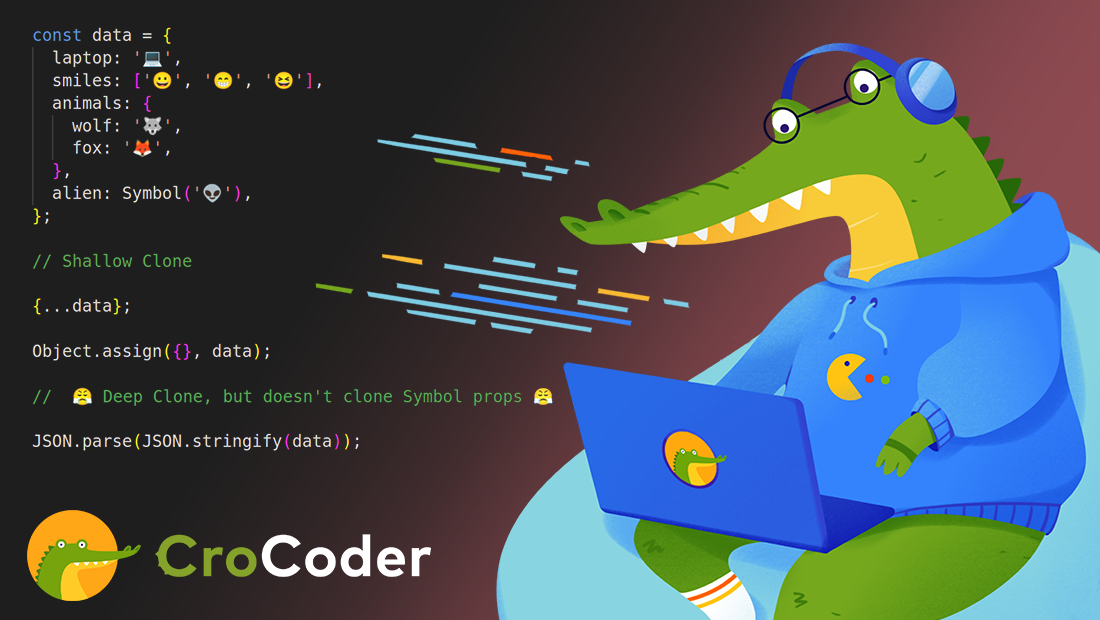 const data = {
  laptop: '💻',
  smiles: ['😀', '😁', '😆'],
  animals: {
    wolf: '🐺',
    fox: '🦊',
  },
  alien: Symbol('👽'),
};
// Shallow Clone
{...data};
Object.assign({}, data);
// 😤 Deep Clone, but doesn't clone Symbol props 😤
JSON.parse(JSON.stringify(data));
CroCoder